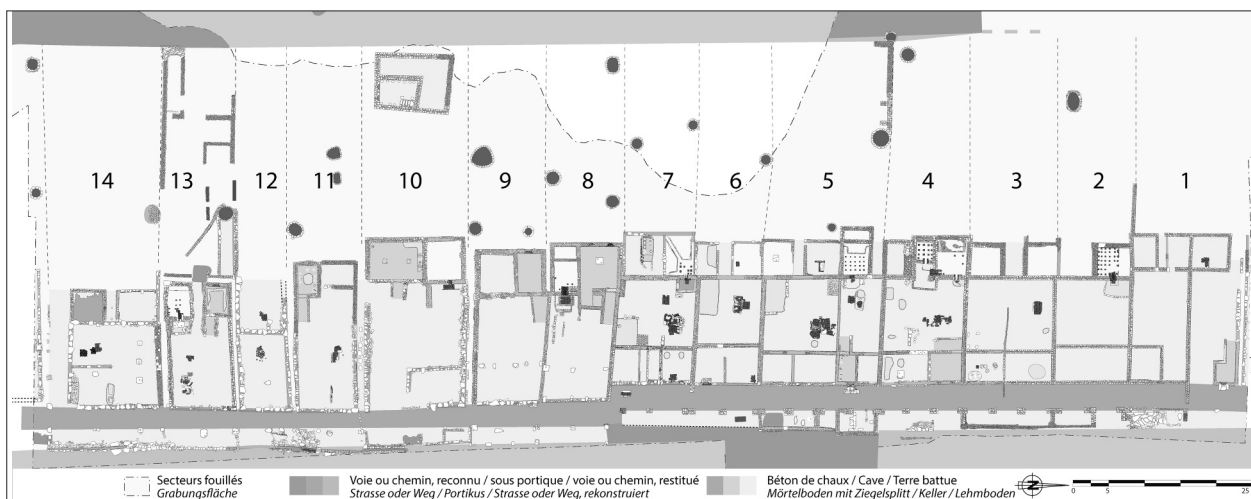 14 13 12 11 10 9 8 7 6 5 4 3 2 1
Secteurs fouillés
Grabungsfläche
Voie ou chemin, reconnu / sous portique / voie ou chemin, restitué
Strasse oder Weg / Portikus / Strasse oder Weg, rekonstruiert
Béton de chaux / Cave / Terre battue
Mörtelboden mit Ziegelsplitt / Keller / Lehmboden
N
0 5 25